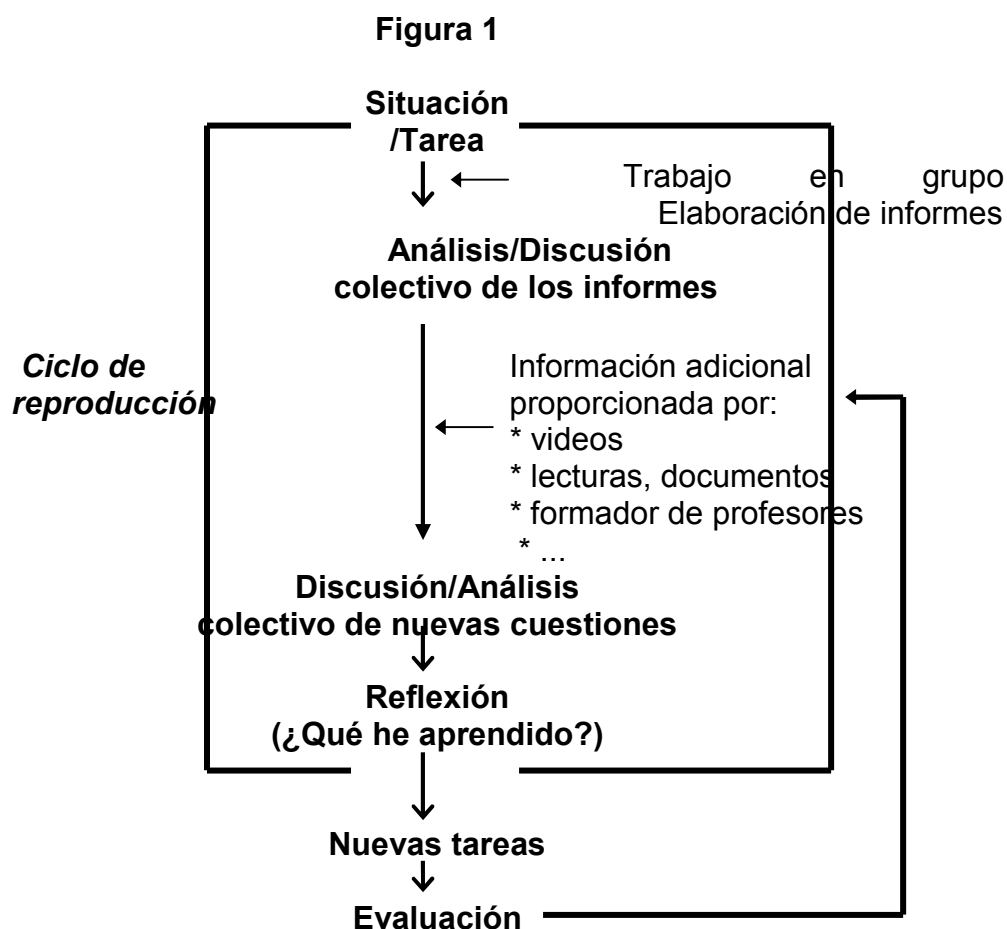 Figura 1
Situación
/Tarea
Trabajo en grupo
Elaboración de informes
Análisis/Discusión
colectivo de los informes
Ciclo de
reproducción
Información adicional
proporcionada por:
* videos
* lecturas, documentos
* formador de profesores
* ...
Discusión/Análisis
colectivo de nuevas cuestiones
Reflexión
(¿Qué he aprendido?)
Nuevas tareas
Evaluación